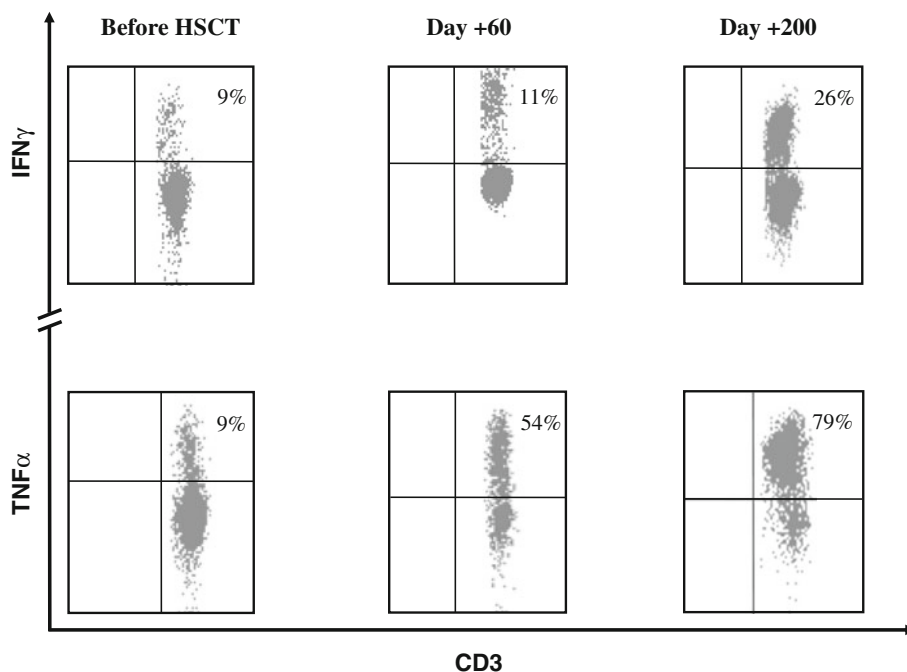 Before HSCT Day +60 Day +200
IFNγ
9% 11% 26%
TNFα
9% 54% 79%
CD3